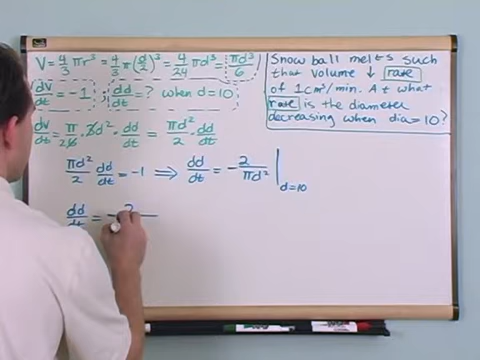 V = 4/3 πr³ = 4/3 π(d/2)³ = 4/24 πd³ = πd³/6
dV/dt = -1 ; dd/dt = ? when d=10
dV/dt = π/6 · 3d² · dd/dt = πd²/2 · dd/dt
πd²/2 dd/dt = -1 ⟹ dd/dt = -2/πd² | d=10
dd/dt = -2
Snow ball melts such
that volume ↓ rate
of 1cm³/min. At what
rate is the diameter
decreasing when dia=10?